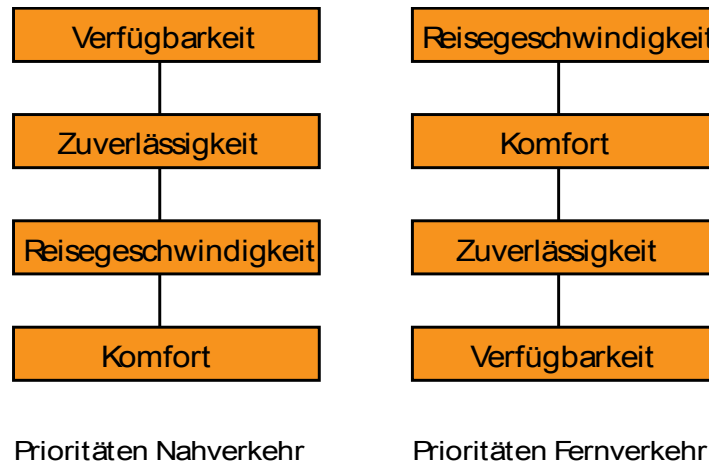 Verfügbarkeit
Zuverlässigkeit
Reisegeschwindigkeit
Komfort
Prioritäten Nahverkehr
Reisegeschwindigkeit
Komfort
Zuverlässigkeit
Verfügbarkeit
Prioritäten Fernverkehr